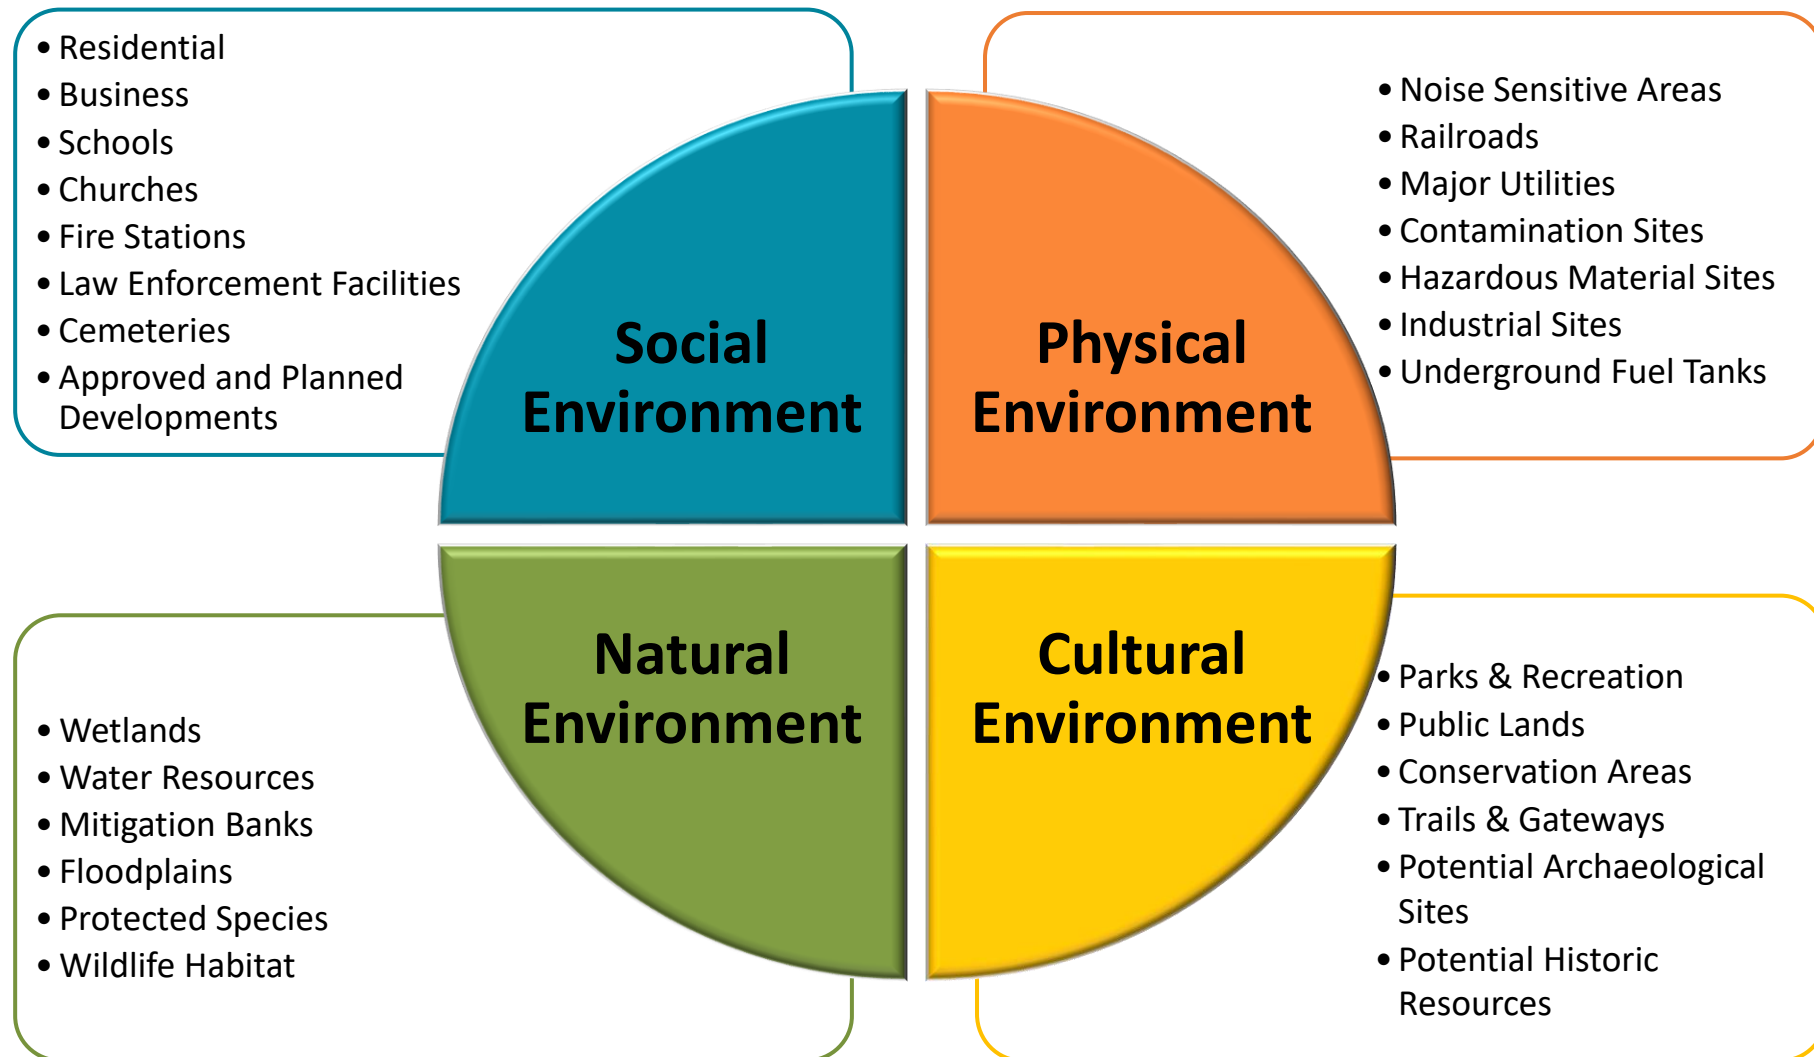 • Residential
• Business
• Schools
• Churches
• Fire Stations
• Law Enforcement Facilities
• Cemeteries
• Approved and Planned
Developments
Social
Environment
Physical
Environment
• Noise Sensitive Areas
• Railroads
• Major Utilities
• Contamination Sites
• Hazardous Material Sites
• Industrial Sites
• Underground Fuel Tanks
• Wetlands
• Water Resources
• Mitigation Banks
• Floodplains
• Protected Species
• Wildlife Habitat
Natural
Environment
Cultural
Environment
• Parks & Recreation
• Public Lands
• Conservation Areas
• Trails & Gateways
• Potential Archaeological
Sites
• Potential Historic
Resources